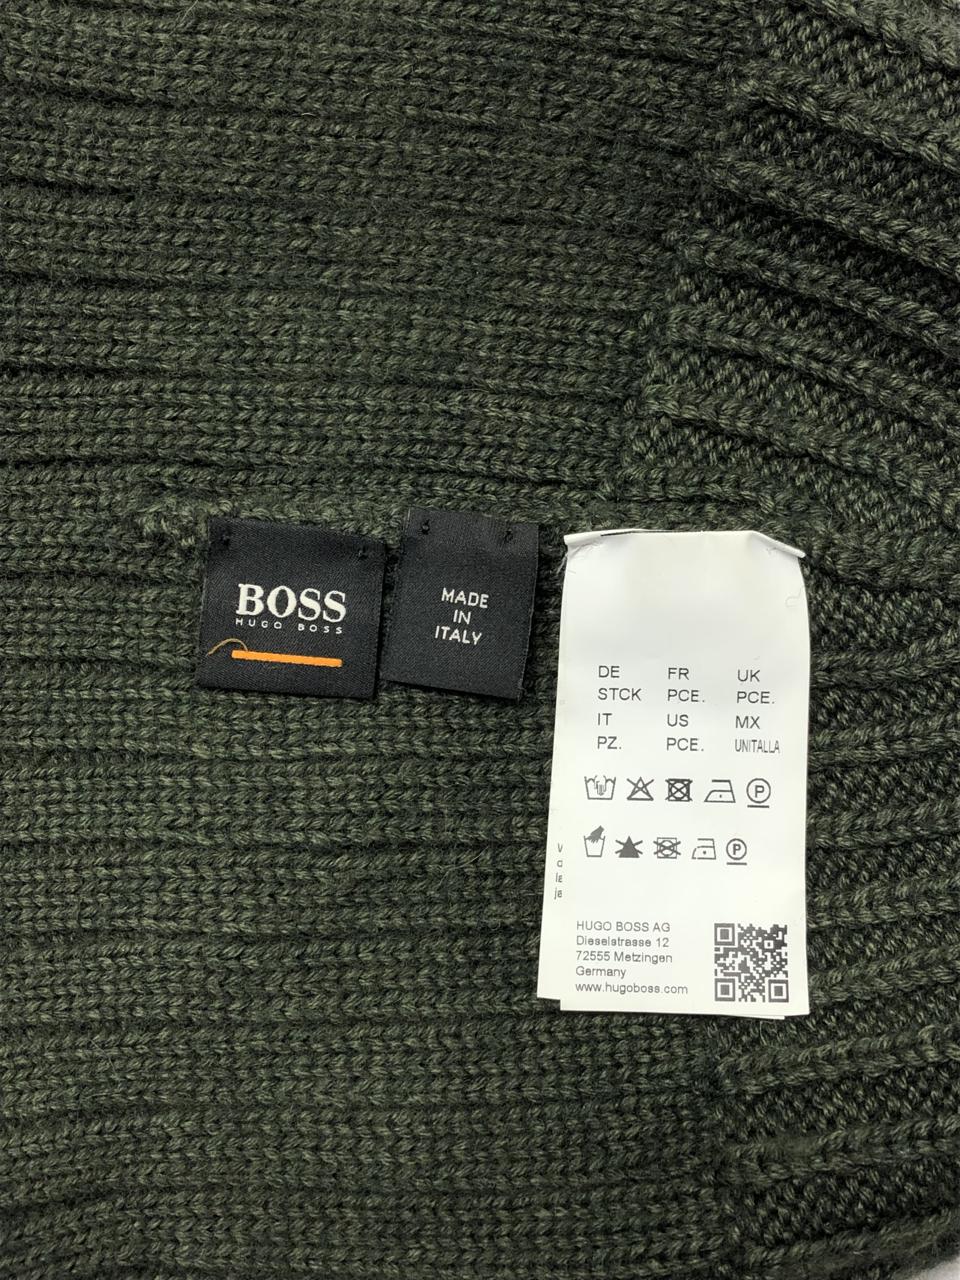 BOSS
HUGO BOSS
MADE
IN
ITALY
DE FR UK
STCK PCE. PCE.
IT US MX
PZ. PCE. UNITALLA
P
P
HUGO BOSS AG
Dieselstrasse 12
72555 Metzingen
Germany
www.hugoboss.com